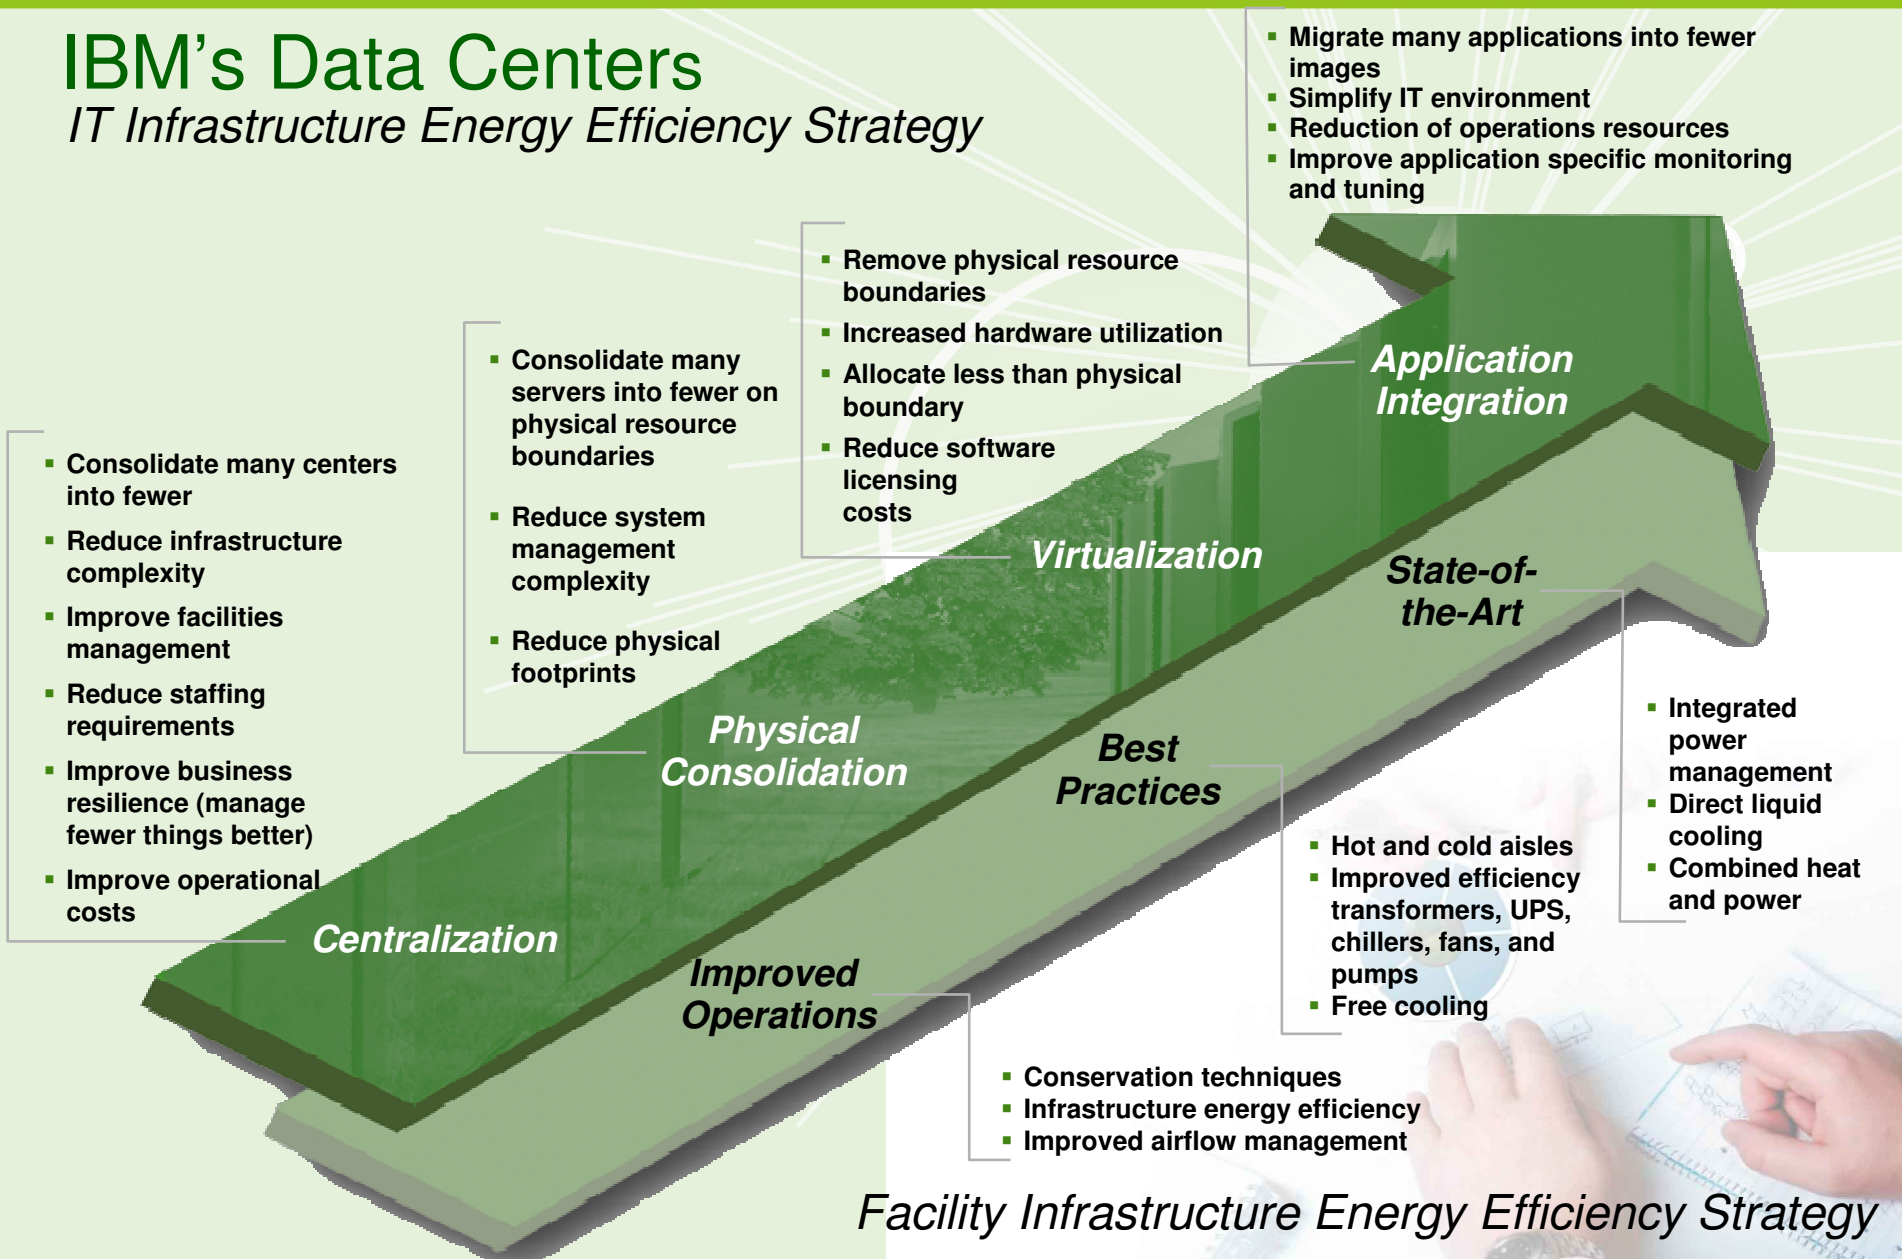 IBM's Data Centers
IT Infrastructure Energy Efficiency Strategy
▪ Migrate many applications into fewer
images
▪ Simplify IT environment
▪ Reduction of operations resources
▪ Improve application specific monitoring
and tuning
▪ Remove physical resource
boundaries
▪ Increased hardware utilization
▪ Allocate less than physical
boundary
▪ Reduce software
licensing
costs
▪ Consolidate many
servers into fewer on
physical resource
boundaries
▪ Reduce system
management
complexity
▪ Reduce physical
footprints
▪ Consolidate many centers
into fewer
▪ Reduce infrastructure
complexity
▪ Improve facilities
management
▪ Reduce staffing
requirements
▪ Improve business
resilience (manage
fewer things better)
▪ Improve operational
costs
Application
Integration
Virtualization
Physical
Consolidation
Centralization
State-of-
the-Art
Best
Practices
Improved
Operations
▪ Integrated
power
management
▪ Direct liquid
cooling
▪ Combined heat
and power
▪ Hot and cold aisles
▪ Improved efficiency
transformers, UPS,
chillers, fans, and
pumps
▪ Free cooling
▪ Conservation techniques
▪ Infrastructure energy efficiency
▪ Improved airflow management
Facility Infrastructure Energy Efficiency Strategy